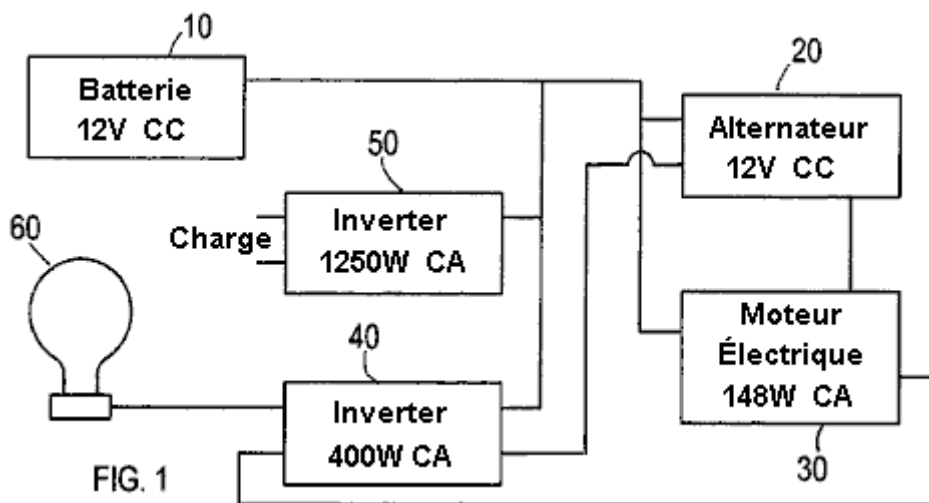 10
Batterie
12V CC
20
Alternateur
12V CC
50
Inverter
1250W CA
Charge
60
Moteur
Électrique
148W CA
30
40
Inverter
400W CA
FIG. 1